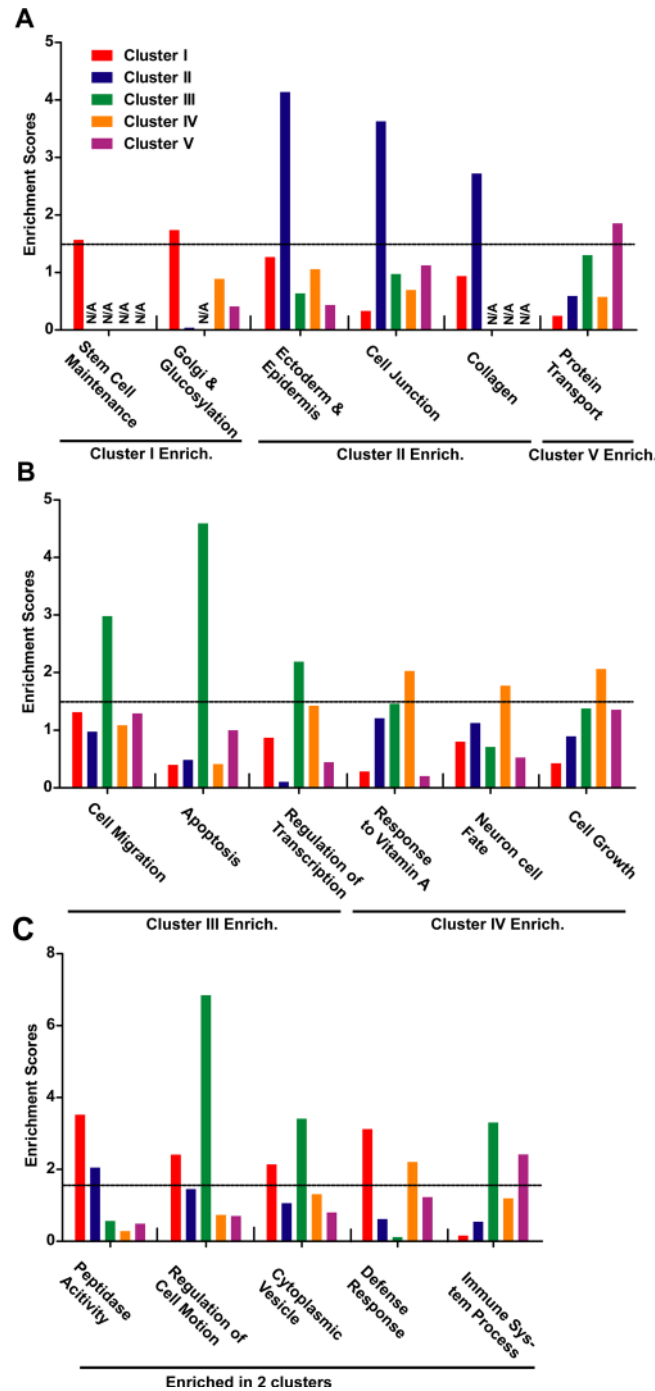 A
5
4
3
2
1
0
Enrichment Scores
Cluster I
Cluster II
Cluster III
Cluster IV
Cluster V
N/A
N/A
N/A
N/A
N/A
N/A
N/A
N/A
Stem Cell
Maintenance
Golgi &
Glucosylation
Ectoderm &
Epidermis
Cell Junction
Collagen
Protein
Transport
Cluster I Enrich.
Cluster II Enrich.
Cluster V Enrich.
B
5
4
3
2
1
0
Enrichment Scores
Cell Migration
Apoptosis
Regulation of
Transcription
Response
to Vitamin A
Neuron cell
Fate
Cell Growth
Cluster III Enrich.
Cluster IV Enrich.
C
8
6
4
2
0
Enrichment Scores
Peptidase
Acitivity
Regulation of
Cell Motion
Cytoplasmic
Vesicle
Defense
Response
Immune Sys-
tem Process
Enriched in 2 clusters